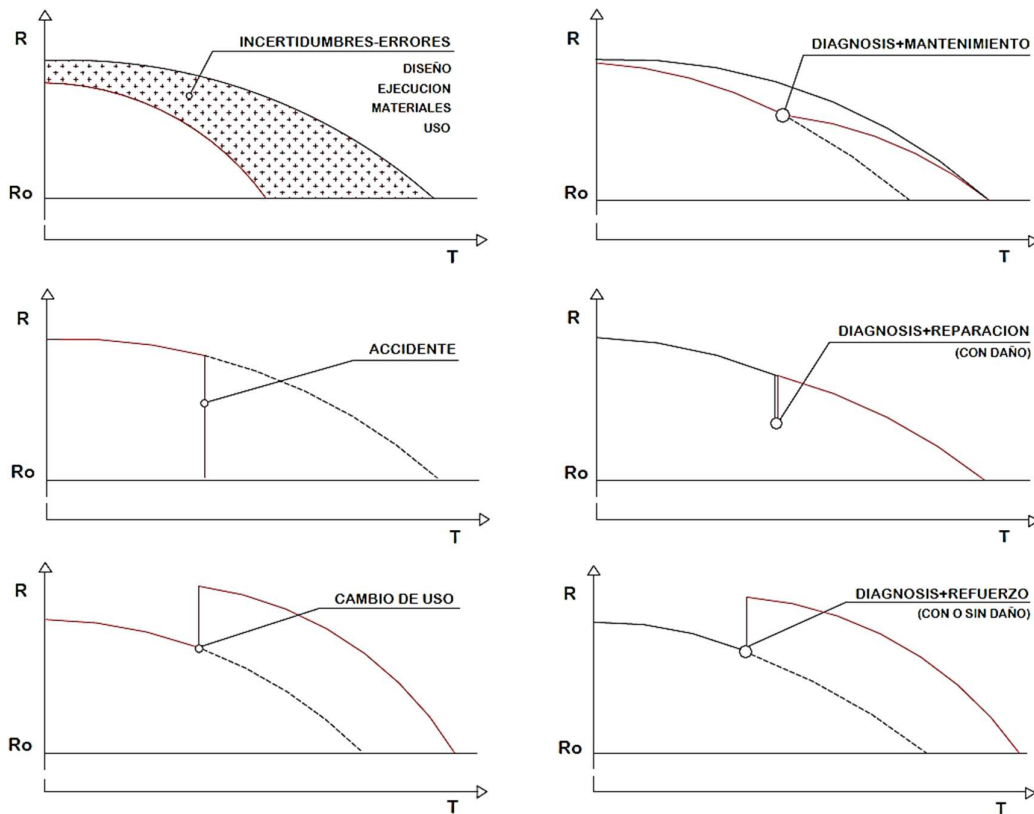 R
INCERTIDUMBRES-ERRORES
DISEÑO
EJECUCION
MATERIALES
USO
Ro
T
R
DIAGNOSIS+MANTENIMIENTO
Ro
T
R
ACCIDENTE
Ro
T
R
DIAGNOSIS+REPARACION
(CON DAÑO)
Ro
T
R
CAMBIO DE USO
Ro
T
R
DIAGNOSIS+REFUERZO
(CON O SIN DAÑO)
Ro
T